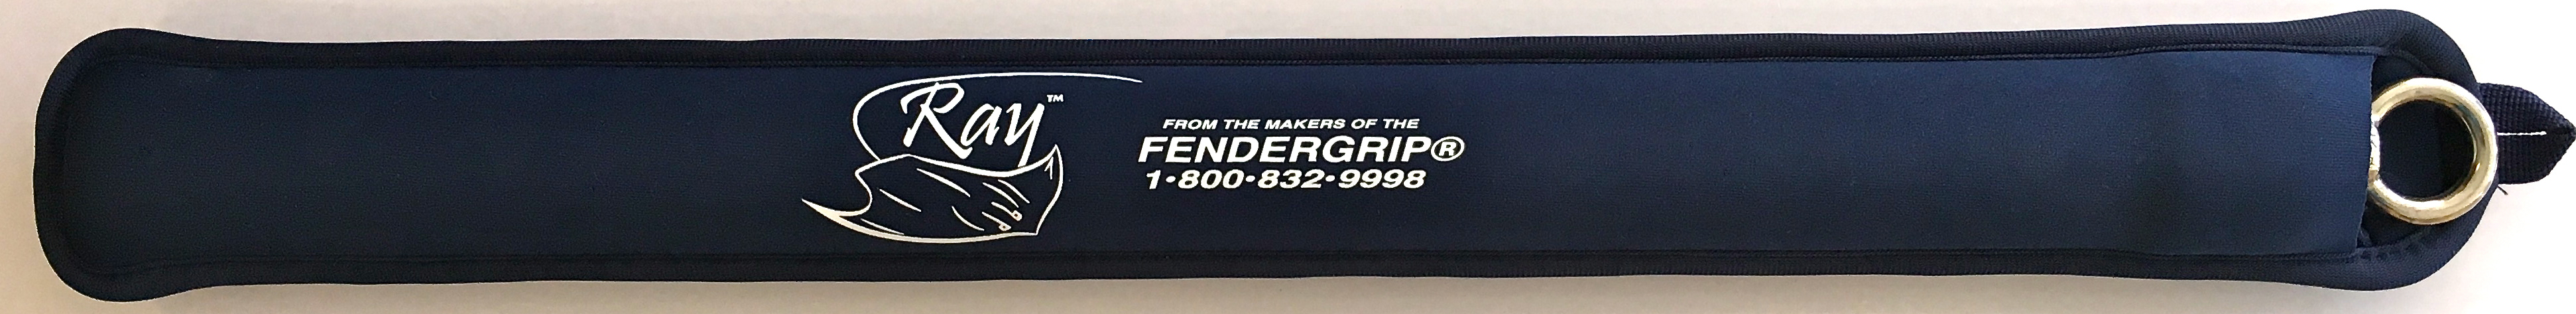 Ray™
FROM THE MAKERS OF THE
FENDERGRIP®
1•800•832•9998